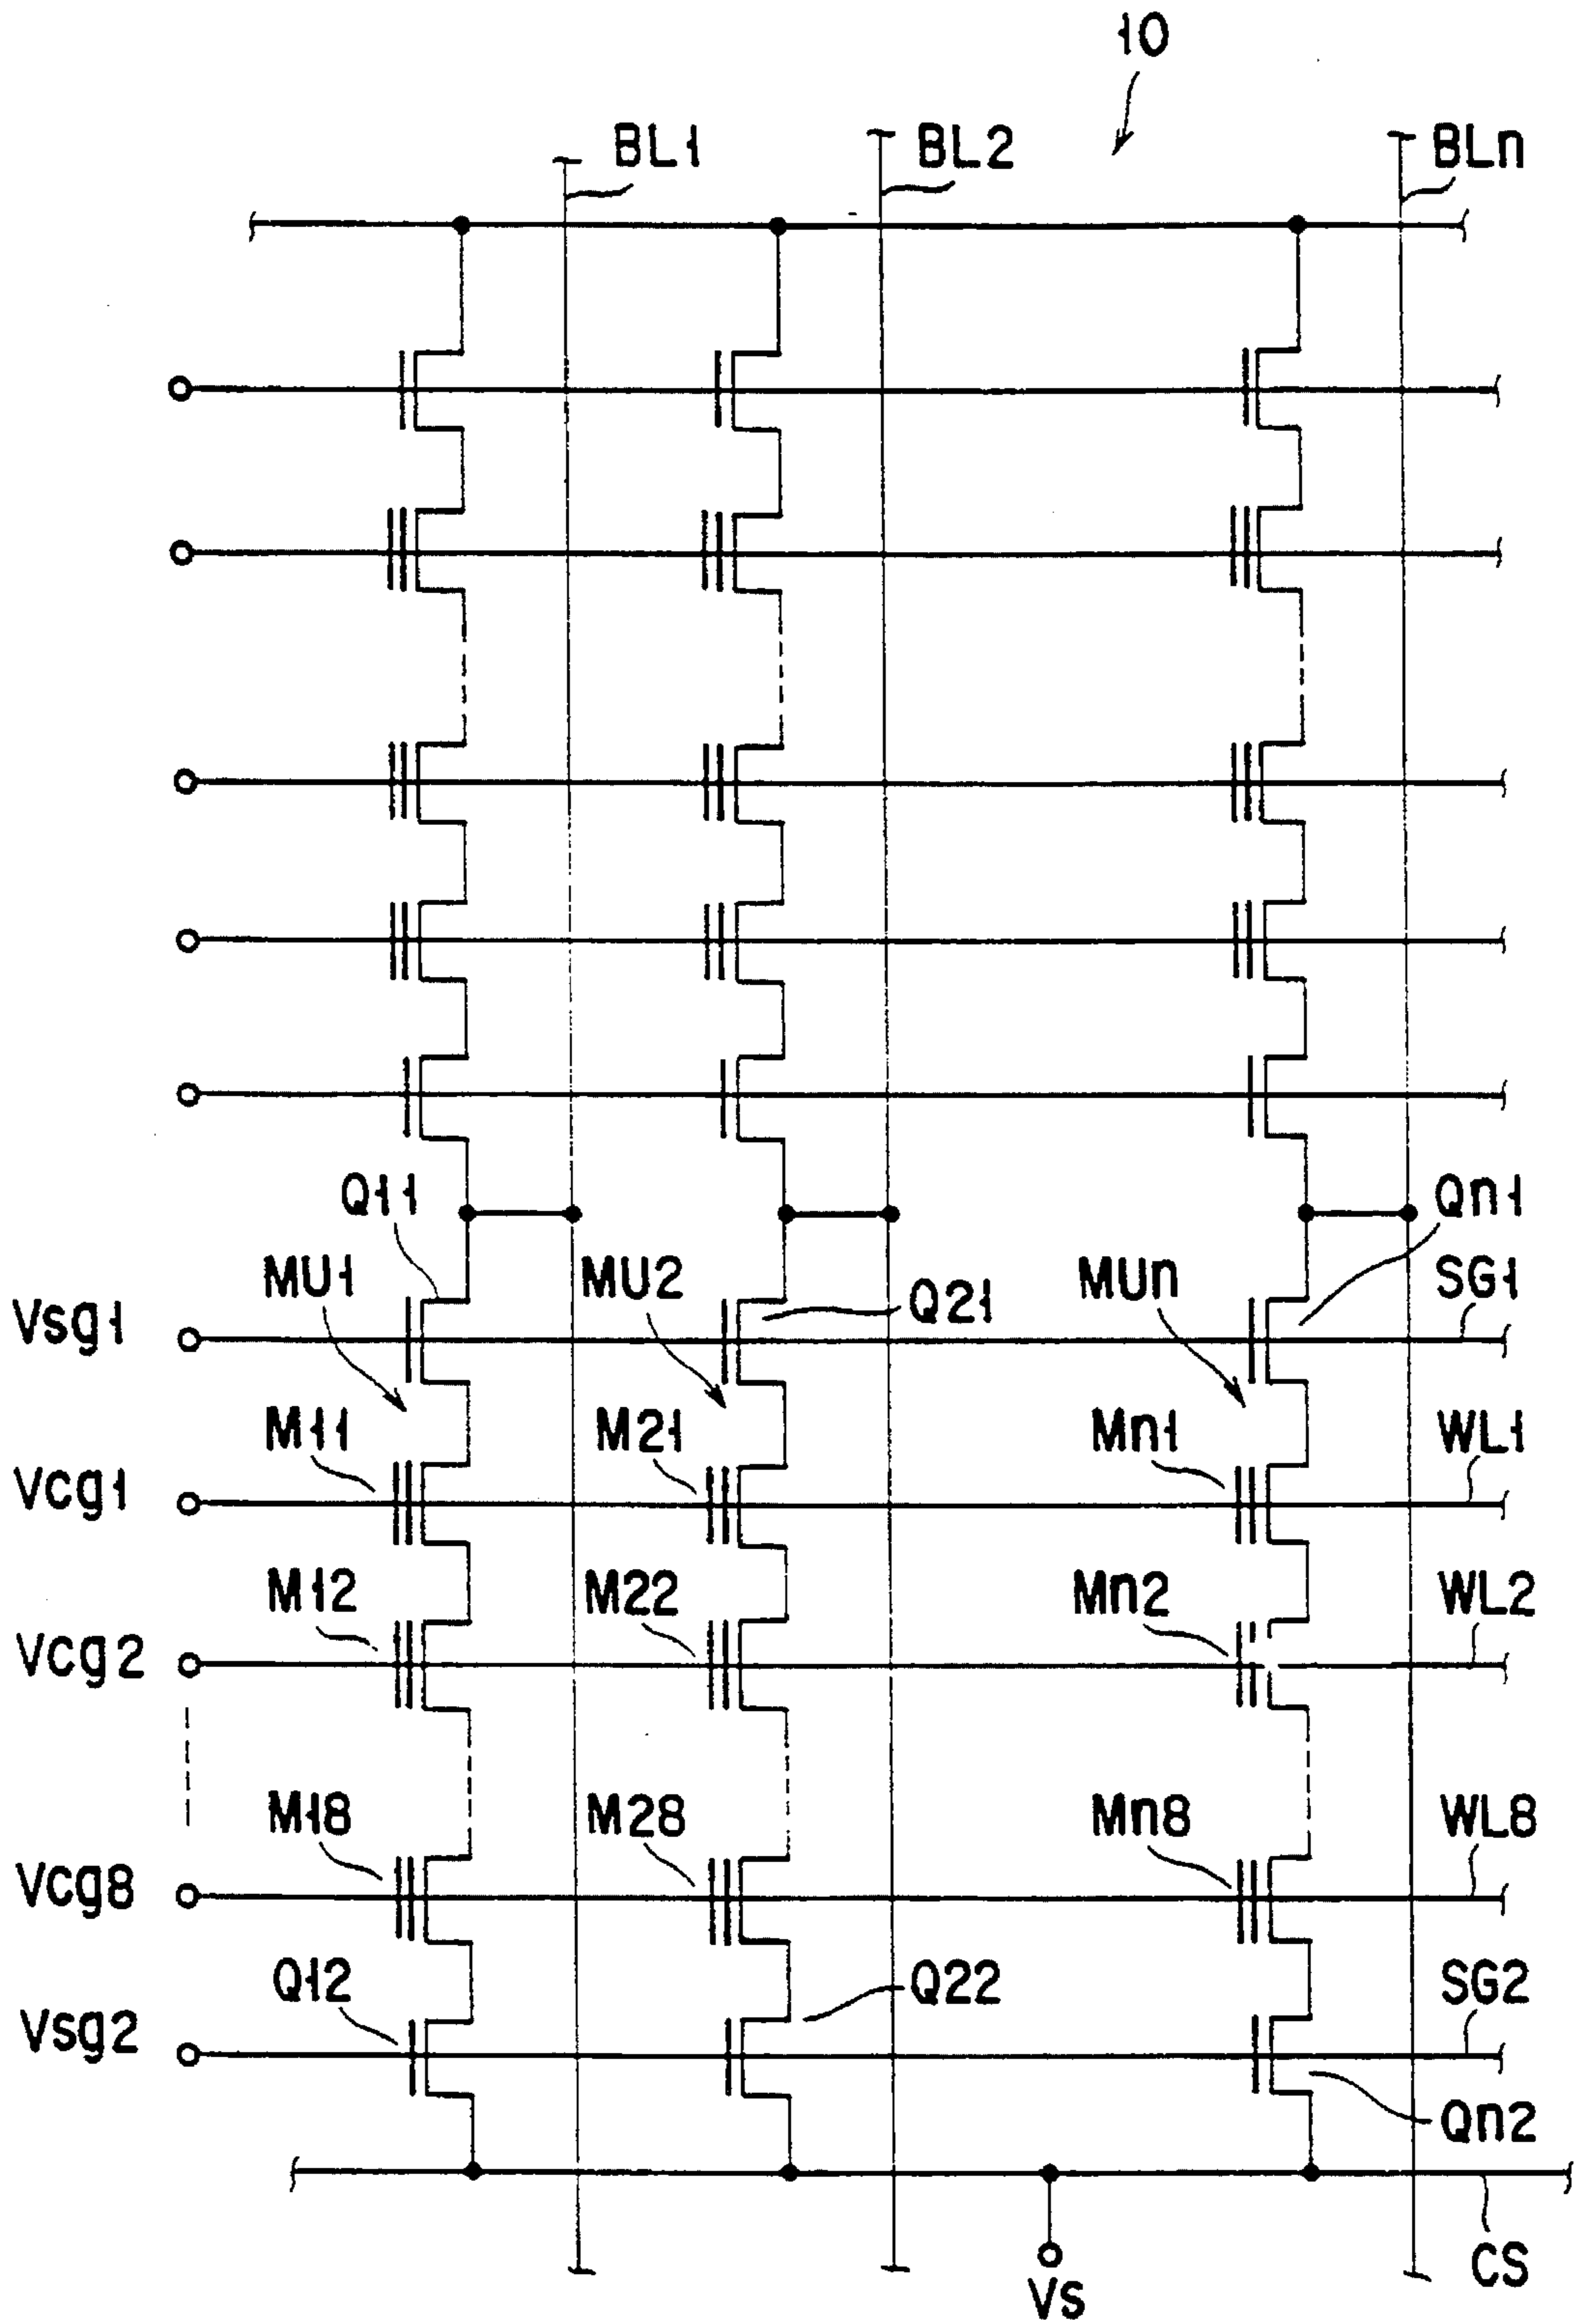 10
BL1 BL2 BLn
Q11 Qn1
MU1 MU2 Q21 MUn SG1
Vsg1
M11 M21 Mn1 WL1
Vcg1
M12 M22 Mn2 WL2
Vcg2
M18 M28 Mn8 WL8
Vcg8
Q12 Q22 SG2
Vsg2
Qn2
CS
Vs